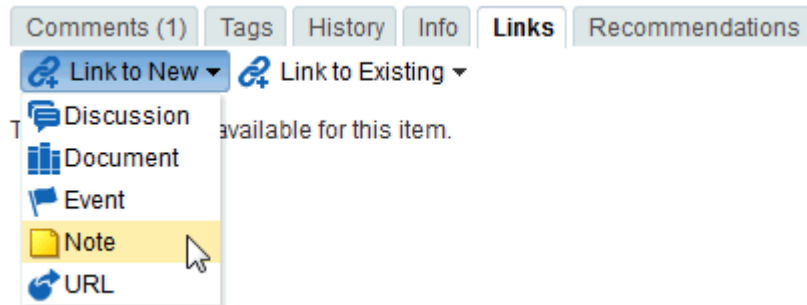 Comments (1) Tags History Info Links Recommendations
Link to New Link to Existing
Discussion
T available for this item.
Document
Event
Note
URL